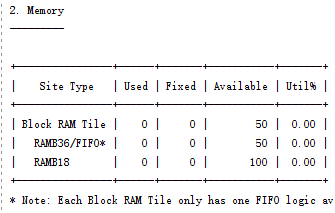 2. Memory
---------
+----------------+------+-------+-----------+-------+
| Site Type | Used | Fixed | Available | Util% |
+----------------+------+-------+-----------+-------+
| Block RAM Tile | 0 | 0 | 50 | 0.00 |
| RAMB36/FIFO* | 0 | 0 | 50 | 0.00 |
| RAMB18 | 0 | 0 | 100 | 0.00 |
+----------------+------+-------+-----------+-------+
* Note: Each Block RAM Tile only has one FIFO logic av